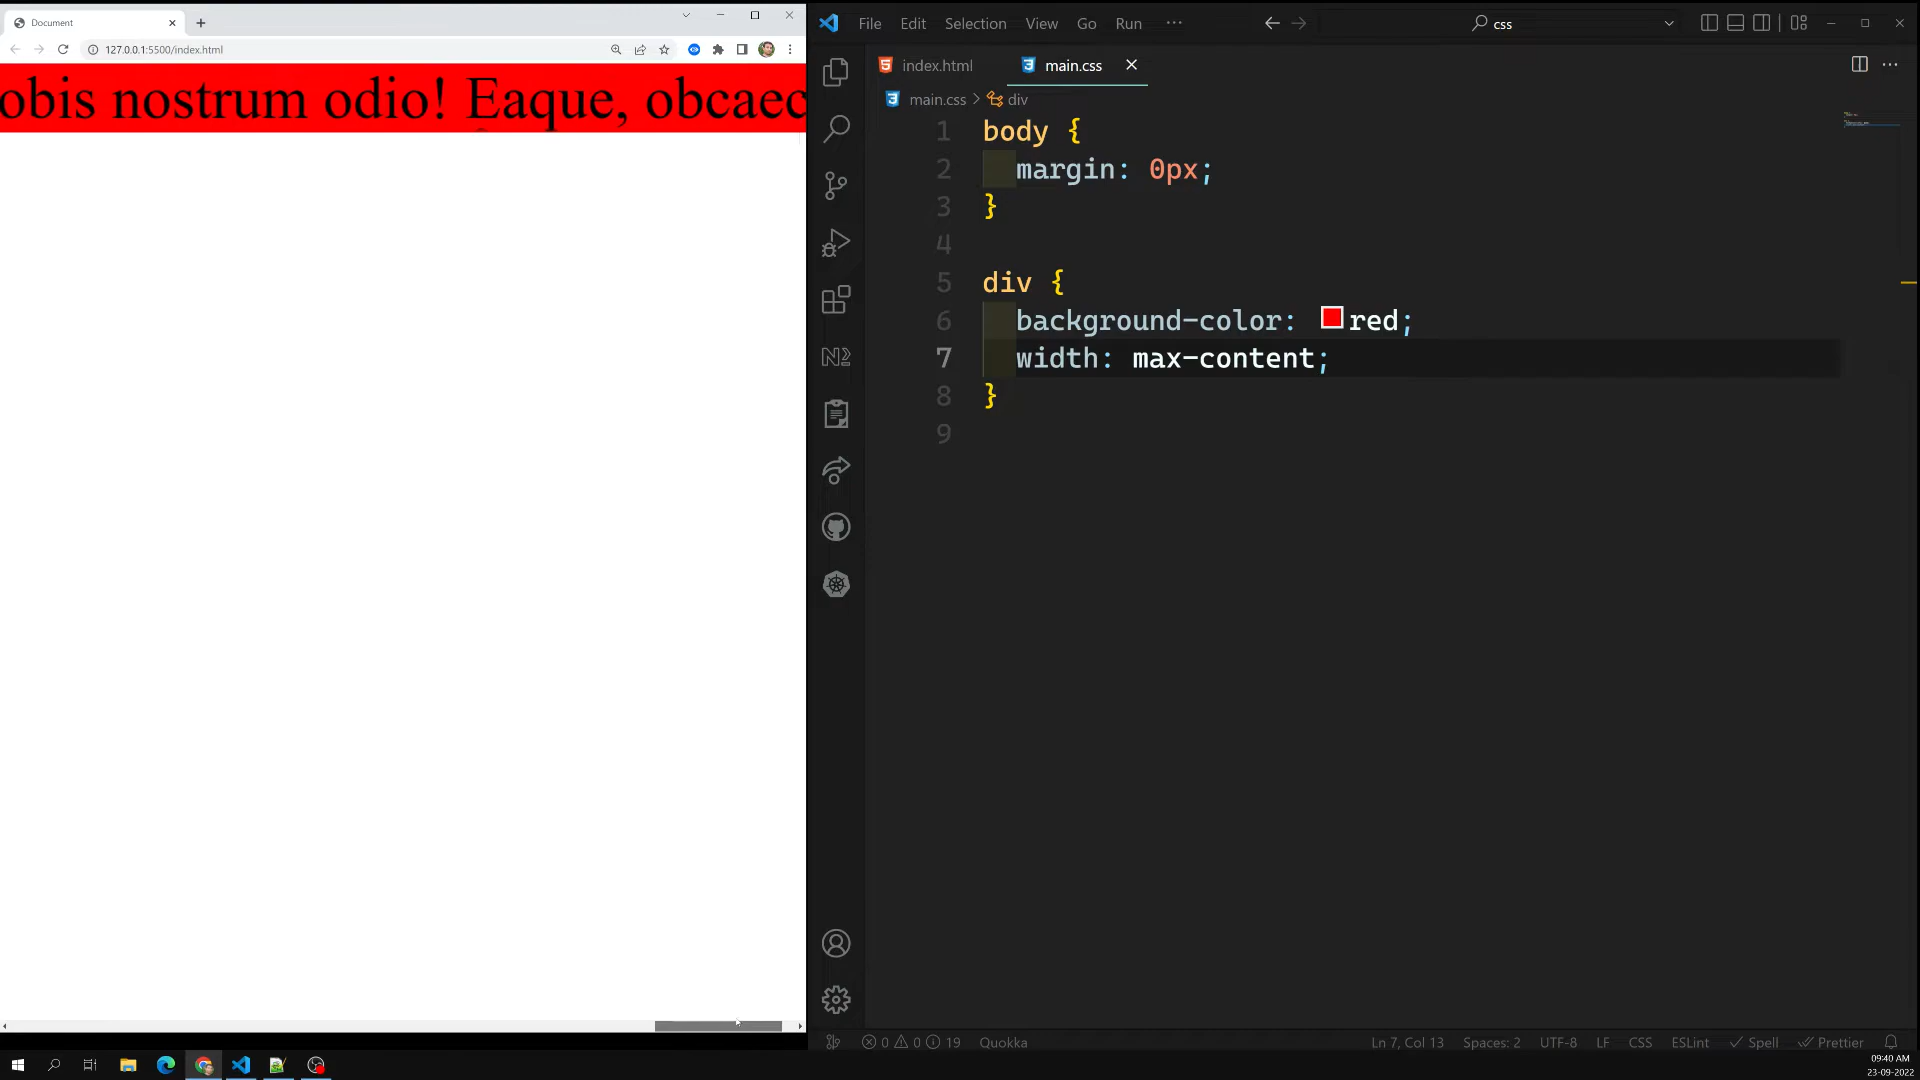 Document
127.0.0.1:5500/index.html
obis nostrum odio! Eaque, obcaec
File Edit Selection View Go Run ···
css
index.html
main.css
main.css > div
1 body {
2 margin: 0px;
3 }
4
5 div {
6 background-color: red;
7 width: max-content;
8 }
9
0 0 19 Quokka
Ln 7, Col 13 Spaces: 2 UTF-8 LF CSS ESLint Spell Prettier
09:40 AM
23-09-2022